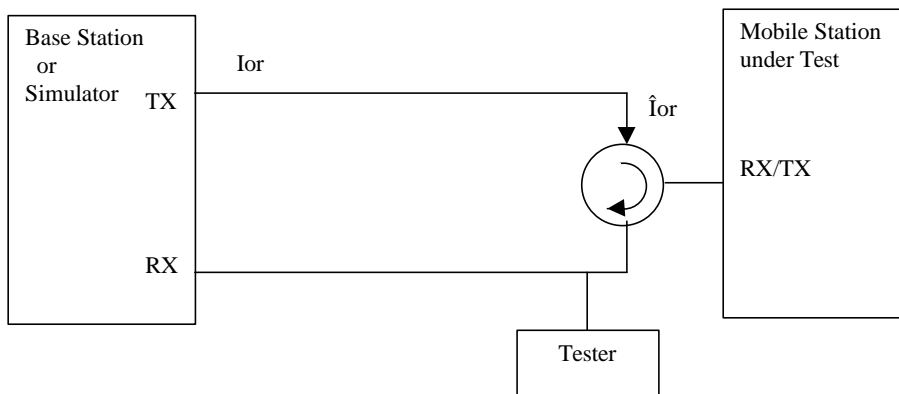 Base Station
or
Simulator
TX
Ior
Îor
Mobile Station
under Test
RX/TX
RX
Tester